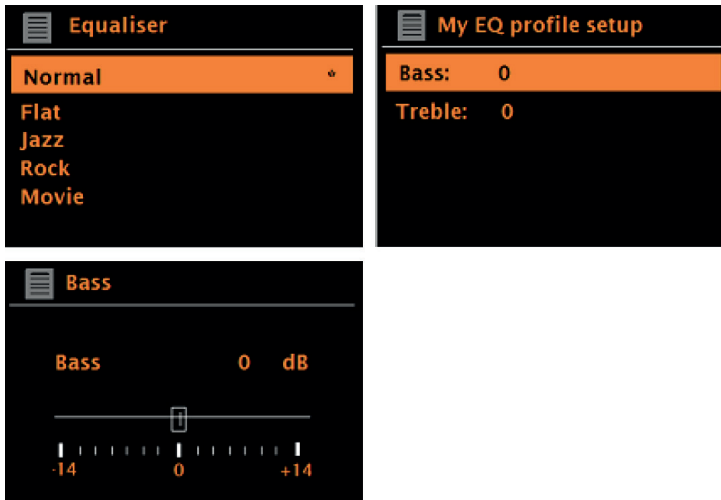 Equaliser
Normal *
Flat
Jazz
Rock
Movie
My EQ profile setup
Bass: 0
Treble: 0
Bass
Bass 0 dB
-14 0 +14